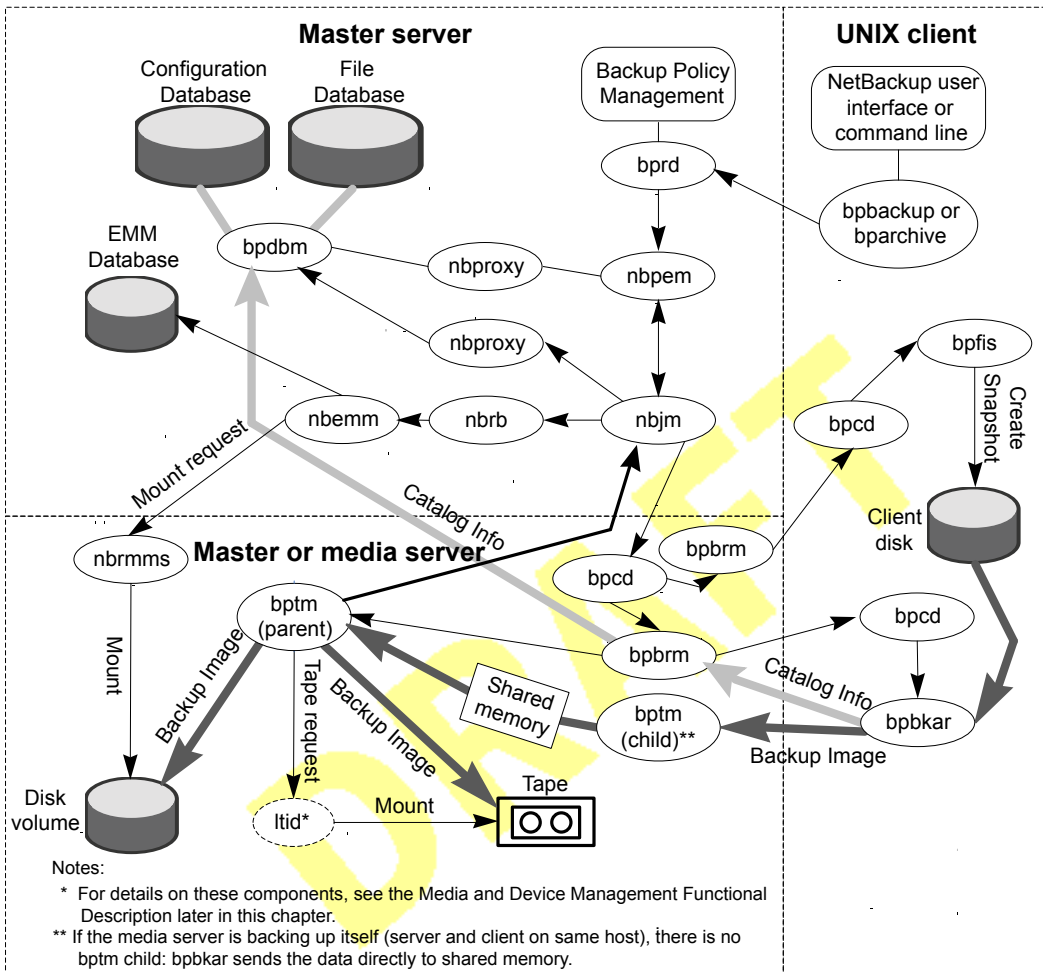 Master server
UNIX client
Configuration
Database
File
Database
Backup Policy
Management
NetBackup user
interface or
command line
bprd
bpbackup or
bparchive
EMM
Database
bpdbm
nbproxy
nbpem
nbproxy
bpfis
Create
Snapshot
nbemm
nbrb
nbjm
bpcd
Mount request
Catalog Info
Client
disk
Master or media server
nbrmms
bpbrm
bpcd
bptm
(parent)
bpcd
bpbrm
Mount
Backup Image
Tape request
Backup Image
Shared
memory
bptm
(child)**
Catalog Info
bpbkar
Backup Image
Disk
volume
ltid*
Mount
Tape
DRAFT
Notes:
* For details on these components, see the Media and Device Management Functional
Description later in this chapter.
** If the media server is backing up itself (server and client on same host), there is no
bptm child: bpbkar sends the data directly to shared memory.